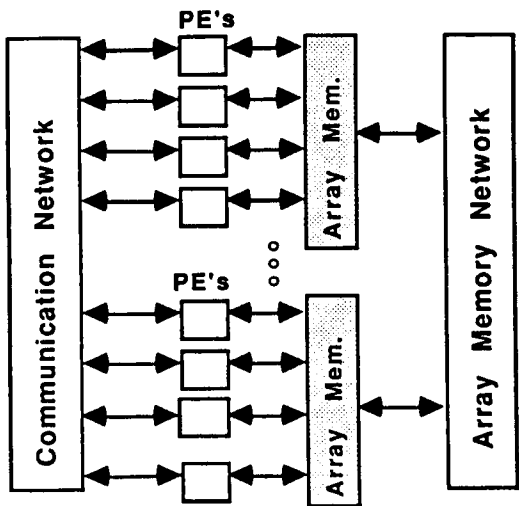 PE's
Communication Network
Array Mem.
Array Memory Network
PE's
Array Mem.